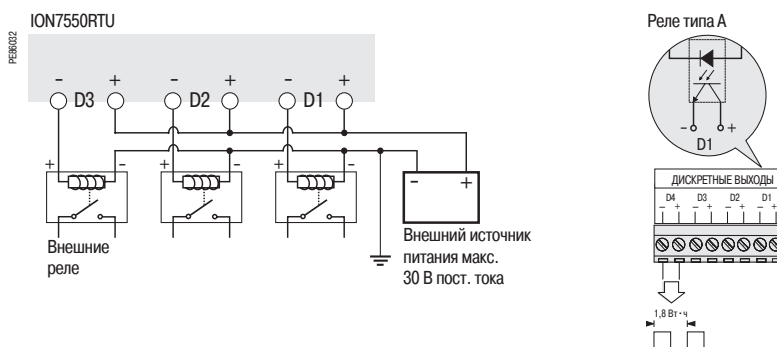 ION7550RTU
PE86032
- + - + - +
D3 D2 D1
+ - + - + -
- +
Внешние
реле
Внешний источник
питания макс.
30 В пост. тока
Реле типа А
- +
D1
ДИСКРЕТНЫЕ ВЫХОДЫ
D4 D3 D2 D1
- + - + - + - +
1,8 Вт·ч